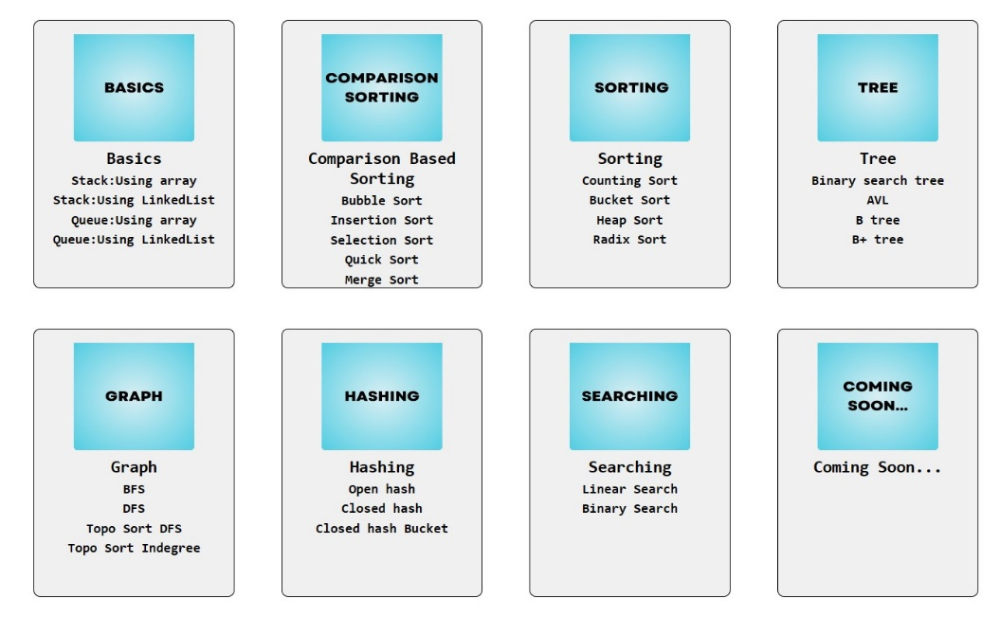 BASICS
Basics
Stack:Using array
Stack:Using LinkedList
Queue:Using array
Queue:Using LinkedList
COMPARISON
SORTING
Comparison Based
Sorting
Bubble Sort
Insertion Sort
Selection Sort
Quick Sort
Merge Sort
SORTING
Sorting
Counting Sort
Bucket Sort
Heap Sort
Radix Sort
TREE
Tree
Binary search tree
AVL
B tree
B+ tree
GRAPH
Graph
BFS
DFS
Topo Sort DFS
Topo Sort Indegree
HASHING
Hashing
Open hash
Closed hash
Closed hash Bucket
SEARCHING
Searching
Linear Search
Binary Search
COMING
SOON...
Coming Soon...